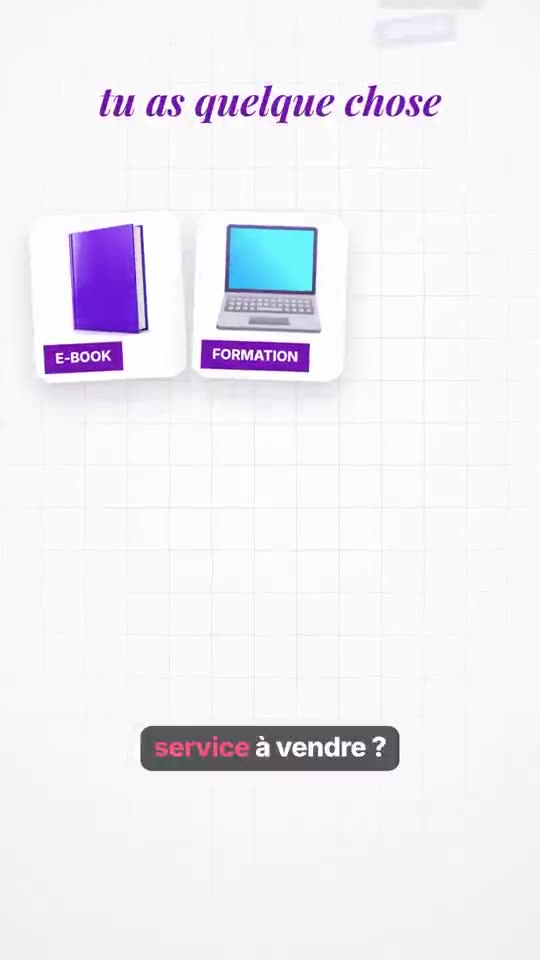 tu as quelque chose
E-BOOK
FORMATION
service à vendre ?